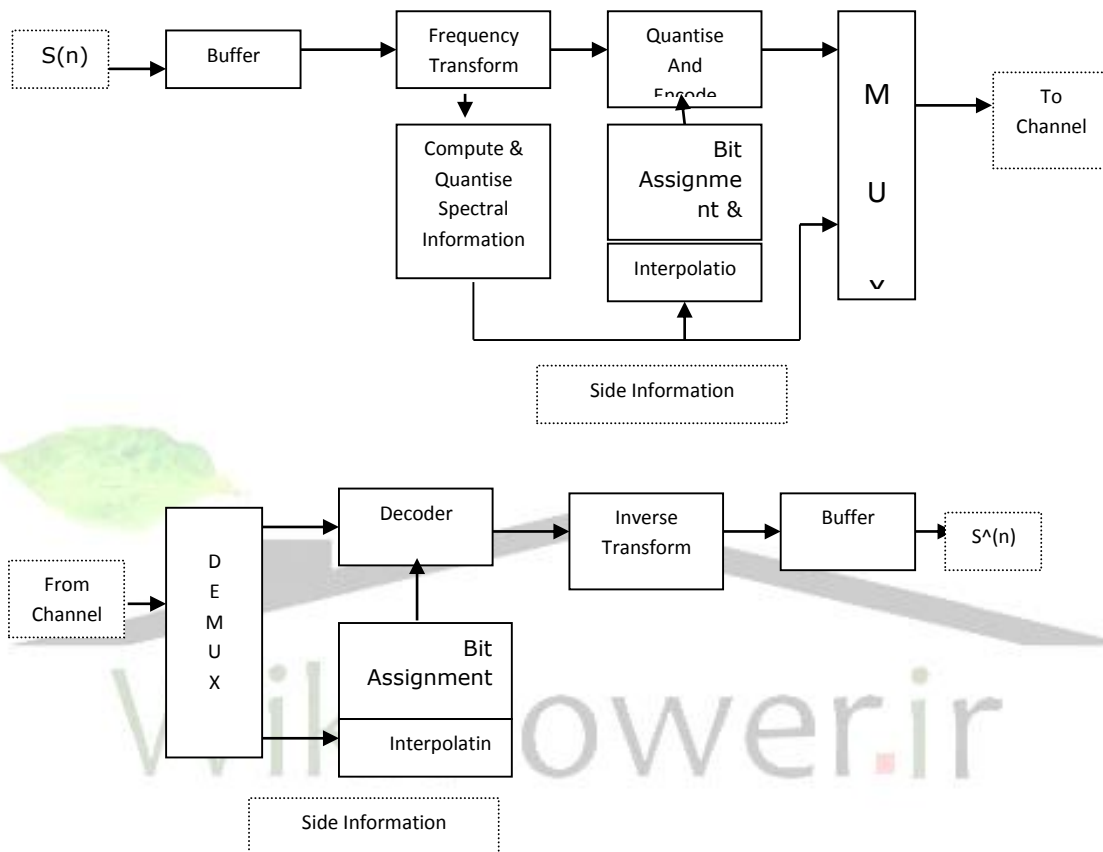 S(n)
Buffer
Frequency
Transform
Quantise
And
Encode
M
U
X
To
Channel
Compute &
Quantise
Spectral
Information
Bit
Assignme
nt &
Interpolatio
Side Information
From
Channel
D
E
M
U
X
Decoder
Inverse
Transform
Buffer
S^(n)
Bit
Assignment
Interpolatin
Side Information